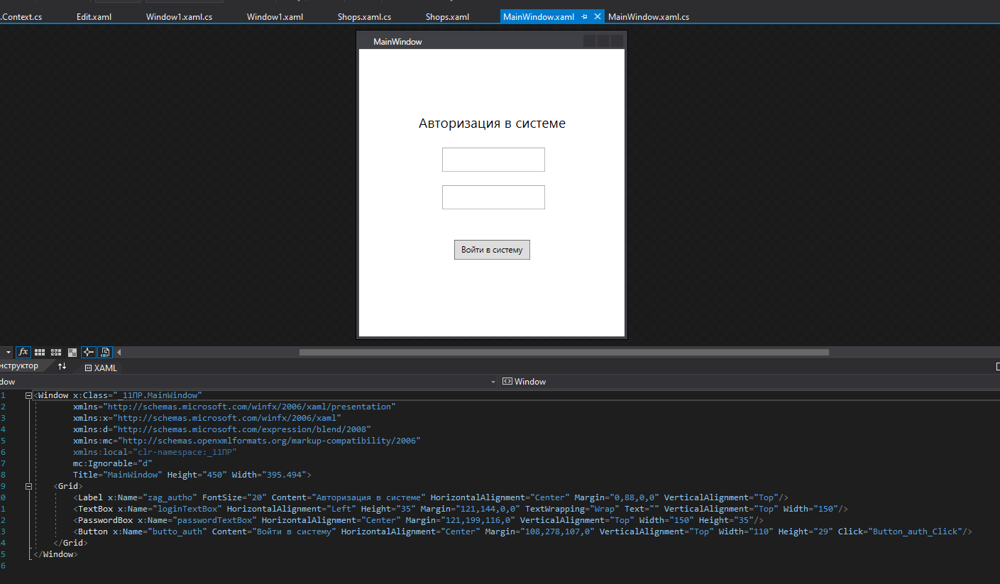 .Context.cs Edit.xaml Window1.xaml.cs Window1.xaml Shops.xaml.cs Shops.xaml MainWindow.xaml MainWindow.xaml.cs
MainWindow
Авторизация в системе
Войти в систему
fx
нструктор XAML
dow Window
1 <Window x:Class="_11ПР.MainWindow"
2 xmlns="http://schemas.microsoft.com/winfx/2006/xaml/presentation"
3 xmlns:x="http://schemas.microsoft.com/winfx/2006/xaml"
4 xmlns:d="http://schemas.microsoft.com/expression/blend/2008"
5 xmlns:mc="http://schemas.openxmlformats.org/markup-compatibility/2006"
6 xmlns:local="clr-namespace:_11ПР"
7 mc:Ignorable="d"
8 Title="MainWindow" Height="450" Width="395.494">
9 <Grid>
0 <Label x:Name="zag_autho" FontSize="20" Content="Авторизация в системе" HorizontalAlignment="Center" Margin="0,88,0,0" VerticalAlignment="Top"/>
1 <TextBox x:Name="loginTextBox" HorizontalAlignment="Left" Height="35" Margin="121,144,0,0" TextWrapping="Wrap" Text="" VerticalAlignment="Top" Width="150"/>
2 <PasswordBox x:Name="passwordTextBox" HorizontalAlignment="Center" Margin="121,199,116,0" VerticalAlignment="Top" Width="150" Height="35"/>
3 <Button x:Name="butto_auth" Content="Войти в систему" HorizontalAlignment="Center" Margin="108,278,107,0" VerticalAlignment="Top" Width="110" Height="29" Click="Button_auth_Click"/>
4 </Grid>
5 </Window>
6